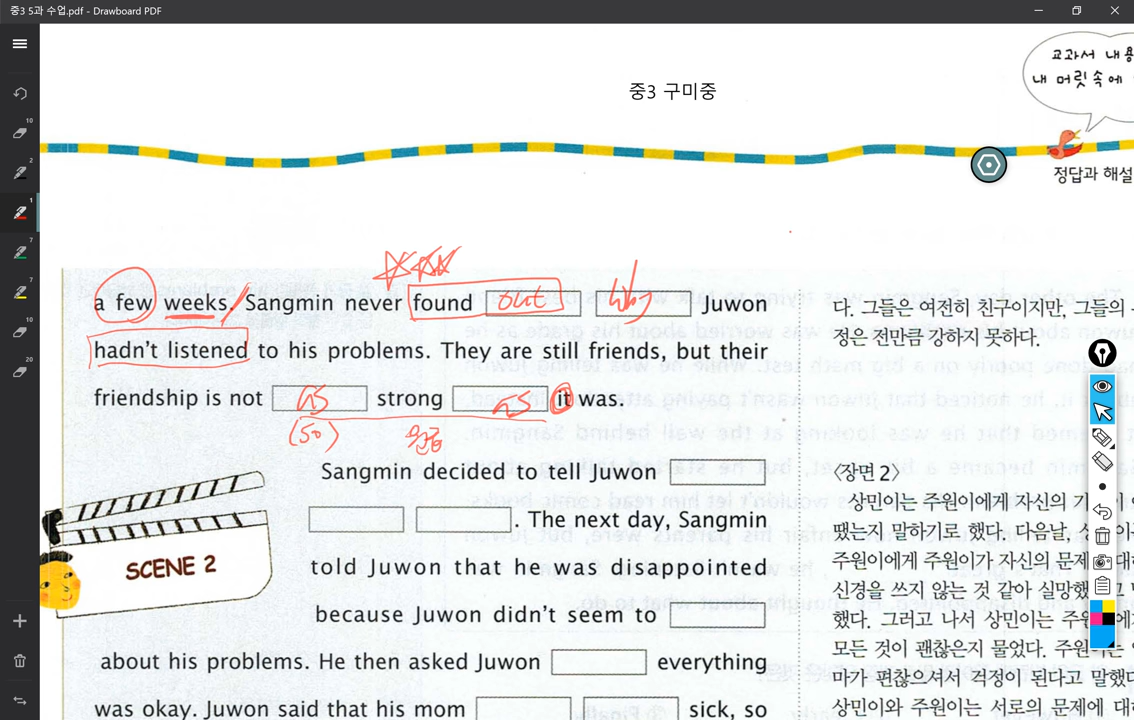 중3 5과 수업.pdf - Drawboard PDF
중3 구미중
교과서 내용
내 머릿속에
정답과 해설
a few weeks, Sangmin never found out why Juwon
hadn't listened to his problems. They are still friends, but their
friendship is not as strong as it was.
(so)
Sangmin decided to tell Juwon
. The next day, Sangmin
SCENE 2
told Juwon that he was disappointed
because Juwon didn't seem to
about his problems. He then asked Juwon everything
was okay. Juwon said that his mom sick, so
다. 그들은 여전히 친구이지만, 그들의
정은 전만큼 강하지 못하다.
〈장면 2〉
상민이는 주원이에게 자신의 기
땠는지 말하기로 했다. 다음날,
주원이에게 주원이가 자신의 문제
신경을 쓰지 않는 것 같아 실망했
했다. 그러고 나서 상민이는 주원
모든 것이 괜찮은지 물었다. 주원이는
마가 편찮으셔서 걱정이 된다고 말했다
상민이와 주원이는 서로의 문제에 대